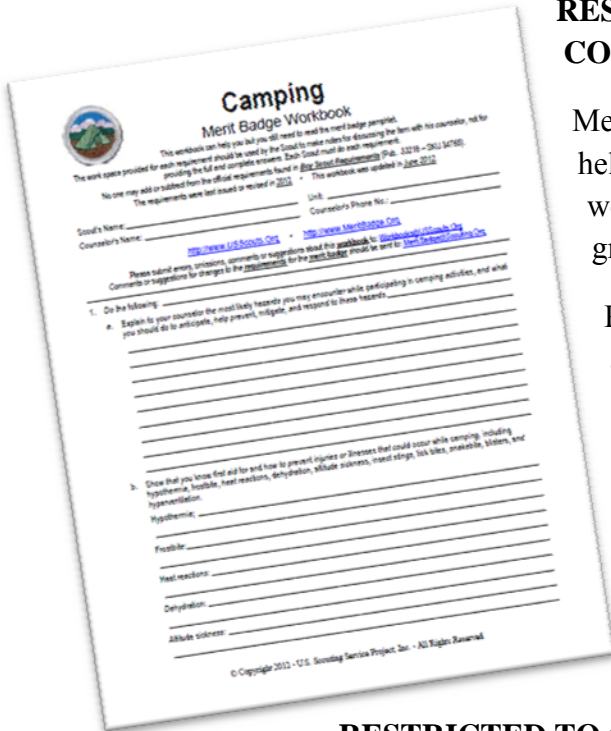 RES
CO
Me
hel
w
gr
Camping
Merit Badge Workbook
This workbook can help you but you still need to read the merit badge pamphlet.
The work space provided for each requirement should be used by the Scout to make notes for discussing the item with his counselor, not for
providing the full and complete answers. Each Scout must do each requirement.
No one may add or subtract from the official requirements found in Boy Scout Requirements (Pub. 33216 – SKU 34765).
The requirements were last issued or revised in 2012. • This workbook was updated in June 2012.
Scout's Name: Unit:
Counselor's Name: Counselor's Phone No.:
http://www.USScouts.Org • http://www.MeritBadge.Org
Please submit errors, omissions, comments or suggestions about this workbook to: Workbooks@USScouts.Org
Comments or suggestions for changes to the requirements for the merit badge should be sent to: Merit.Badge@Scouting.Org
1. Do the following:
a. Explain to your counselor the most likely hazards you may encounter while participating in camping activities, and what
you should do to anticipate, help prevent, mitigate, and respond to these hazards.
b. Show that you know first aid for and how to prevent injuries or illnesses that could occur while camping, including
hypothermia, frostbite, heat reactions, dehydration, altitude sickness, insect stings, tick bites, snakebite, blisters, and
hyperventilation.
Hypothermia:
Frostbite:
Heat reactions:
Dehydration:
Altitude sickness:
© Copyright 2012 - U.S. Scouting Service Project, Inc. - All Rights Reserved